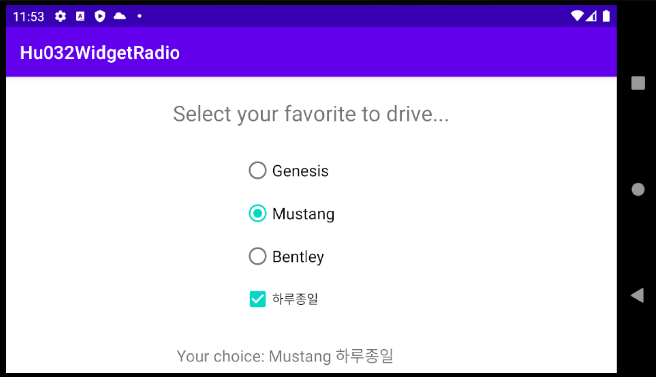 11:53
Hu032WidgetRadio
Select your favorite to drive...
Genesis
Mustang
Bentley
하루종일
Your choice: Mustang 하루종일